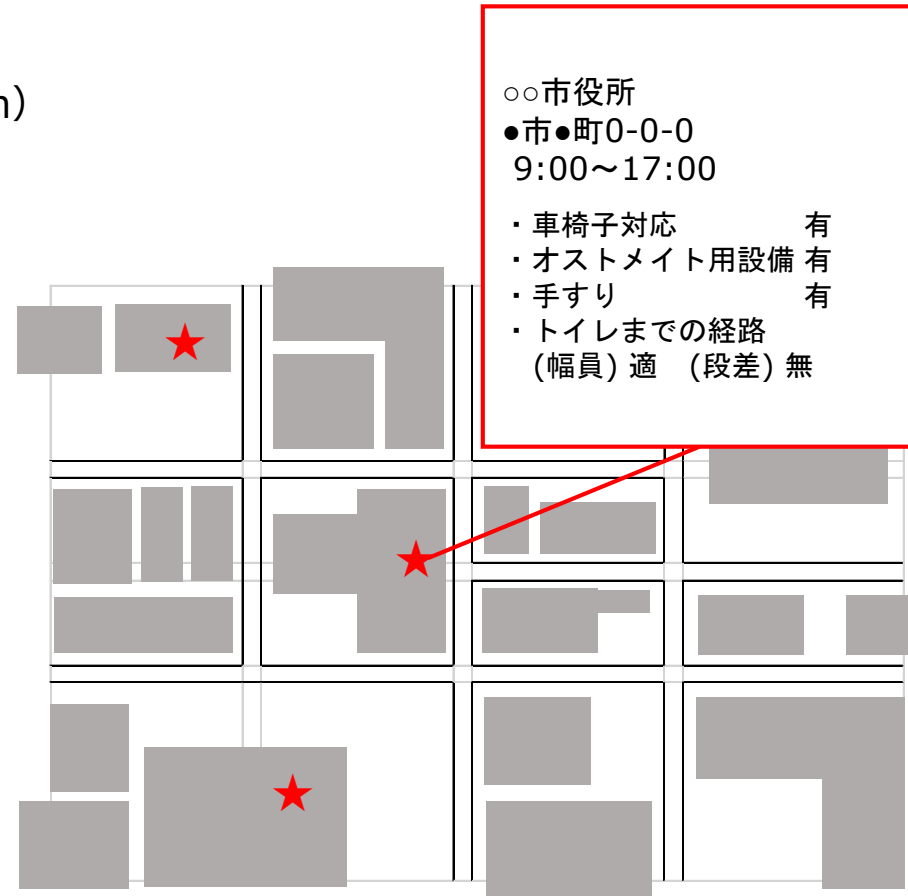 n）
○○市役所
●市●町0-0-0
9:00～17:00
・車椅子対応　有
・オストメイト用設備 有
・手すり　有
・トイレまでの経路
(幅員) 適　(段差) 無